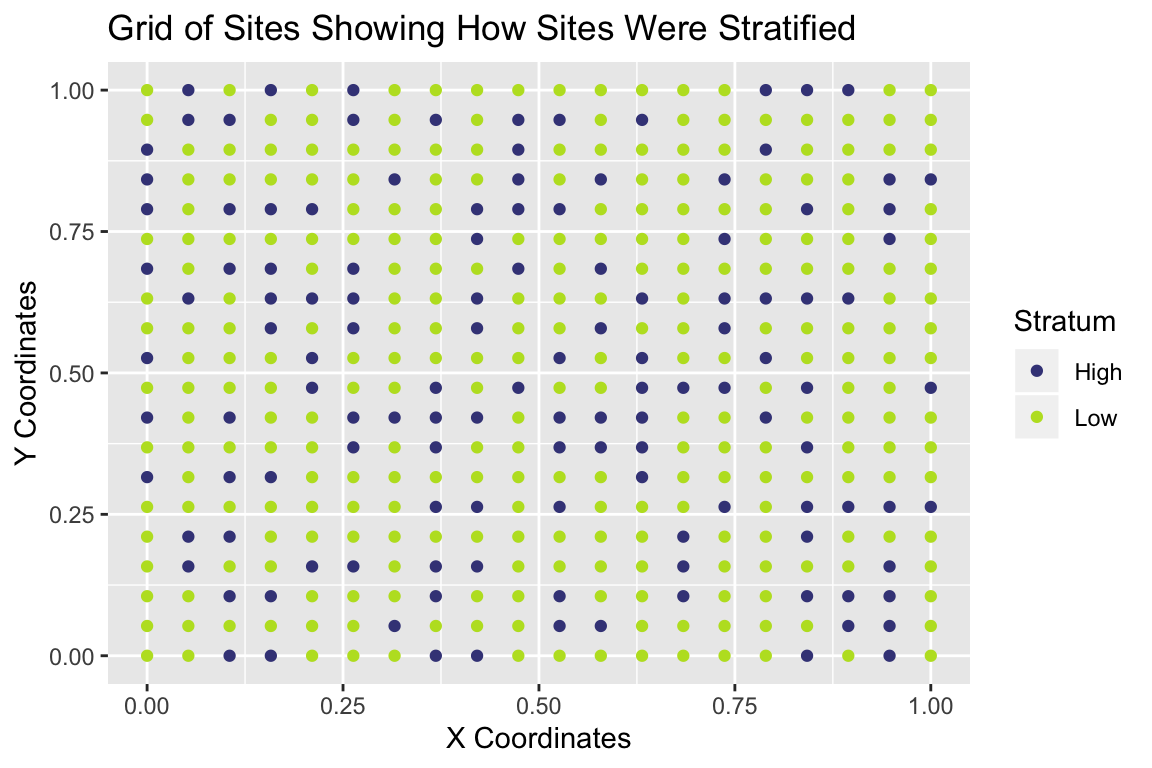 Grid of Sites Showing How Sites Were Stratified
Y Coordinates
1.00
0.75
0.50
0.25
0.00
0.00 0.25 0.50 0.75 1.00
X Coordinates
Stratum
High
Low